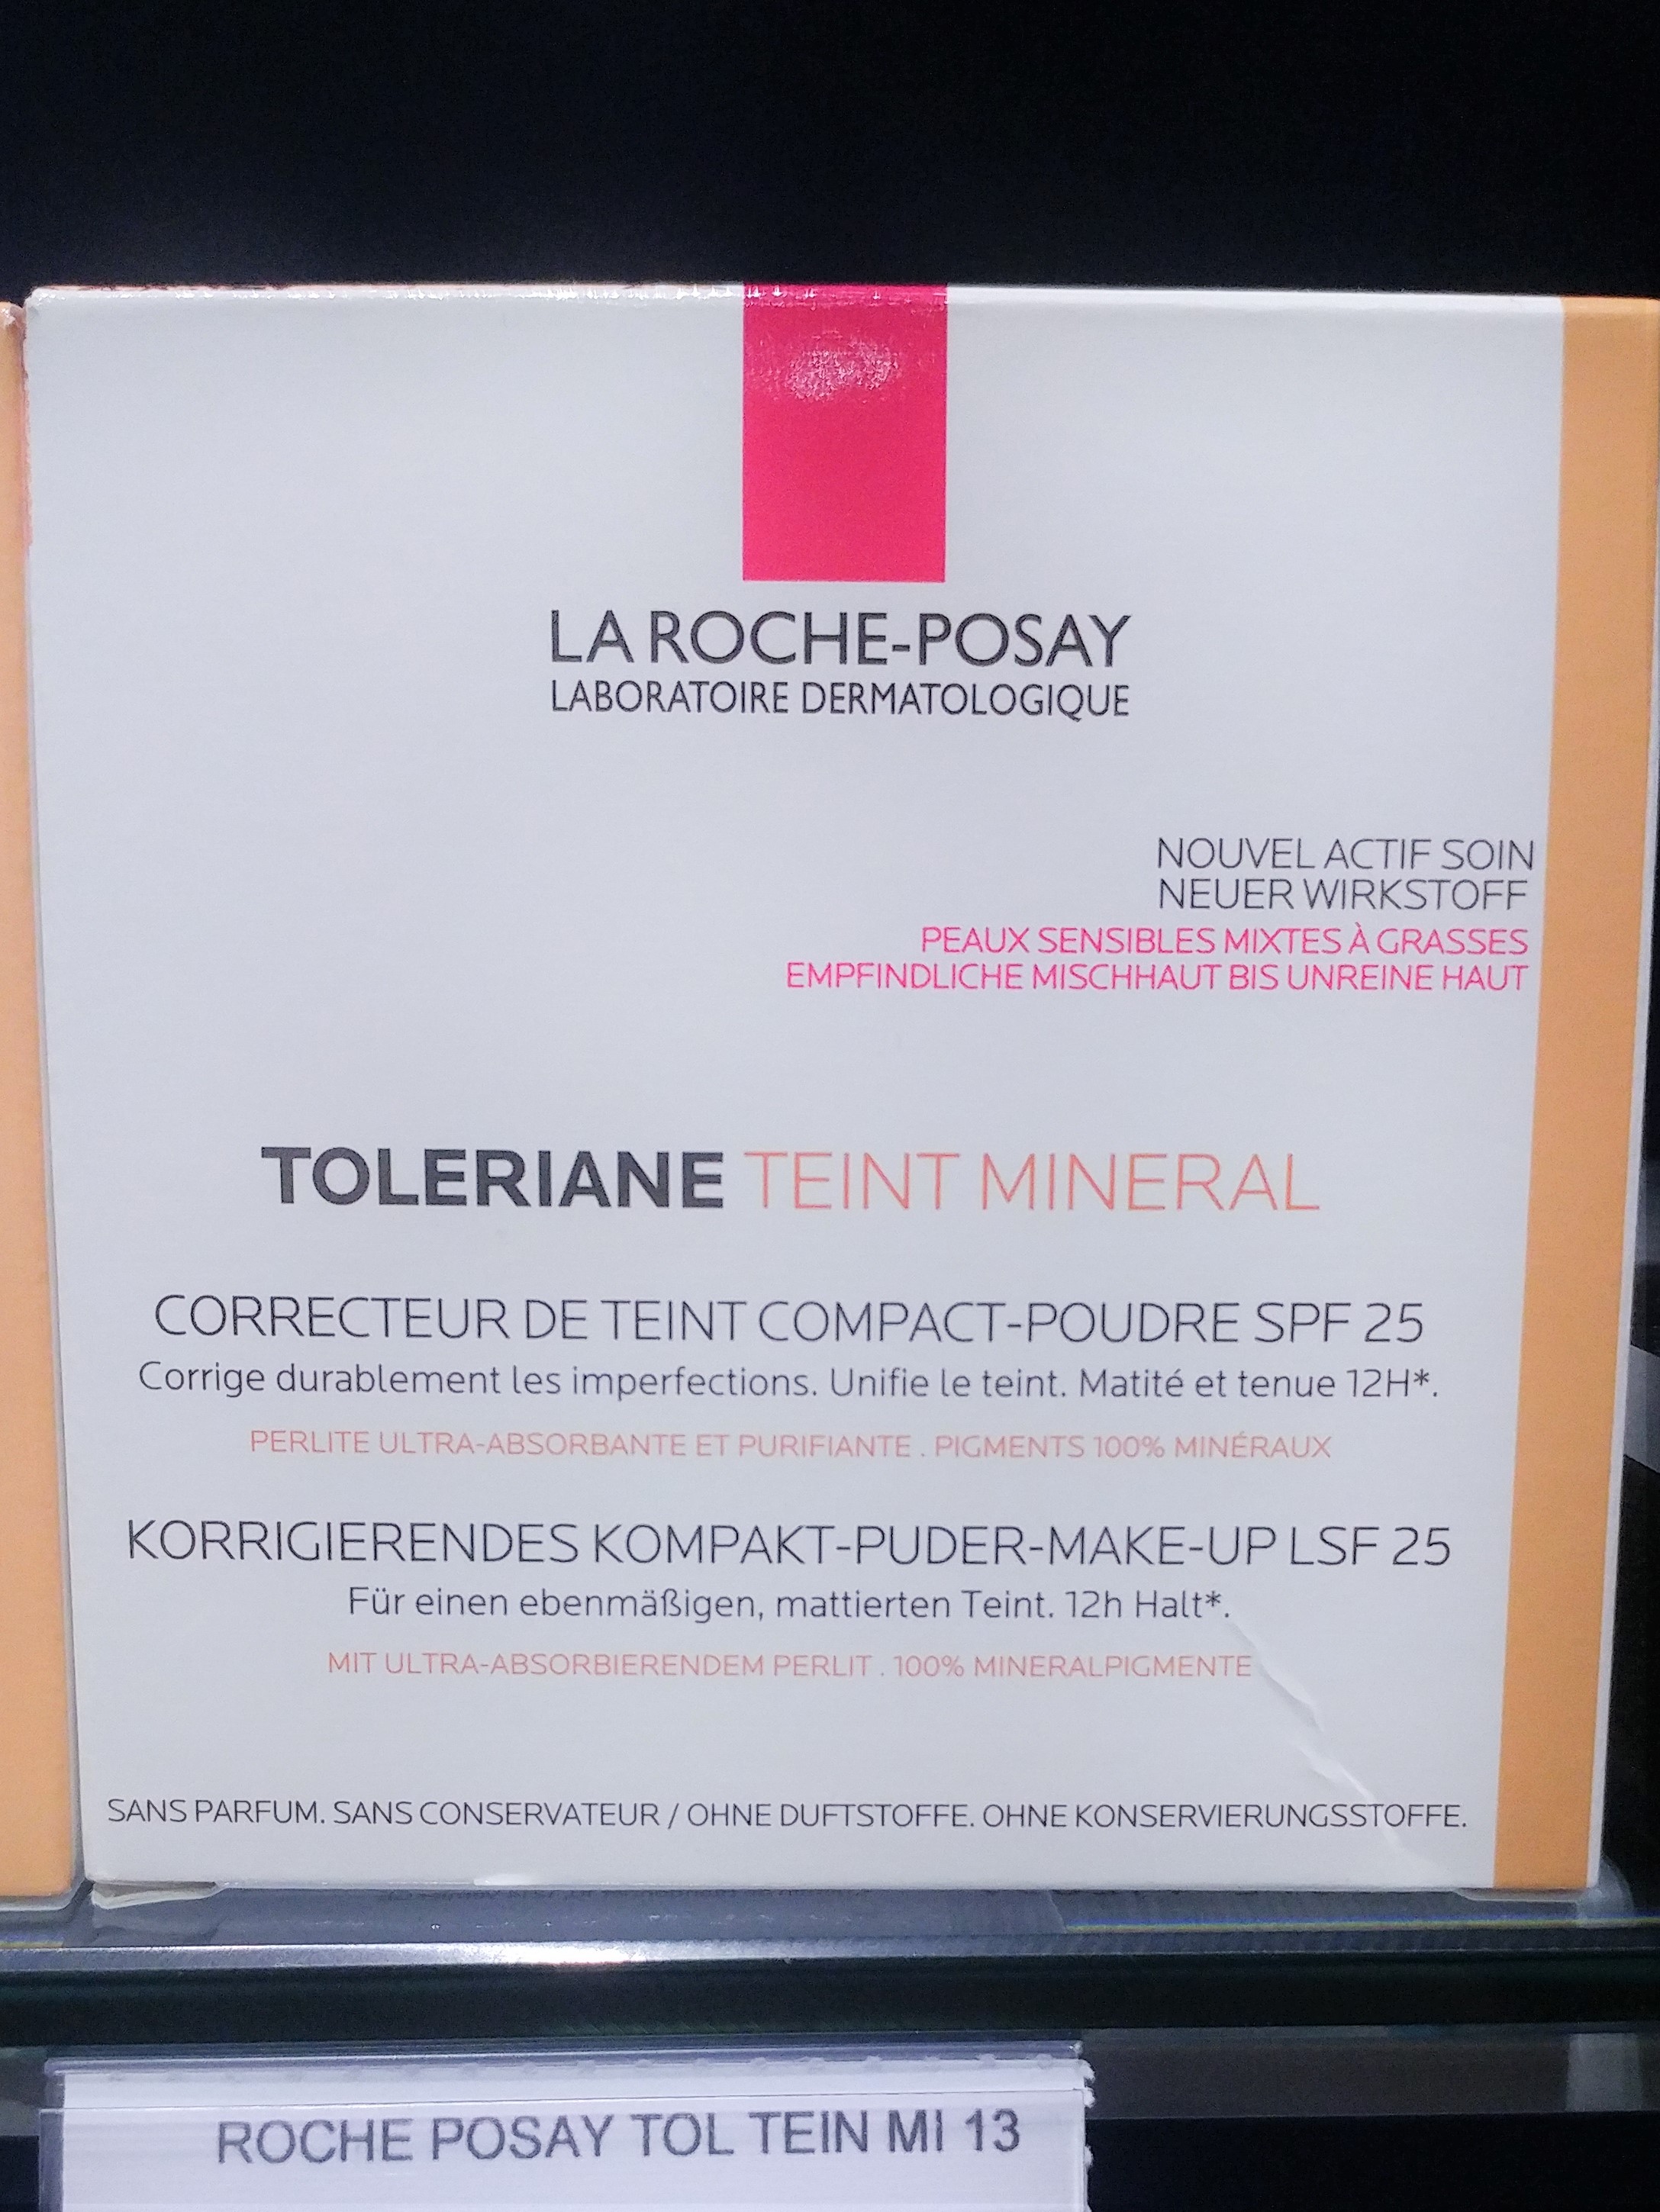 LA ROCHE-POSAY
LABORATOIRE DERMATOLOGIQUE
NOUVEL ACTIF SOIN
NEUER WIRKSTOFF
PEAUX SENSIBLES MIXTES À GRASSES
EMPFINDLICHE MISCHHAUT BIS UNREINE HAUT
TOLERIANE TEINT MINERAL
CORRECTEUR DE TEINT COMPACT-POUDRE SPF 25
Corrige durablement les imperfections. Unifie le teint. Matité et tenue 12H*.
PERLITE ULTRA-ABSORBANTE ET PURIFIANTE . PIGMENTS 100% MINÉRAUX
KORRIGIERENDES KOMPAKT-PUDER-MAKE-UP LSF 25
Für einen ebenmäßigen, mattierten Teint. 12h Halt*.
MIT ULTRA-ABSORBIERENDEM PERLIT . 100% MINERALPIGMENTE
SANS PARFUM. SANS CONSERVATEUR / OHNE DUFTSTOFFE. OHNE KONSERVIERUNGSSTOFFE.
ROCHE POSAY TOL TEIN MI 13